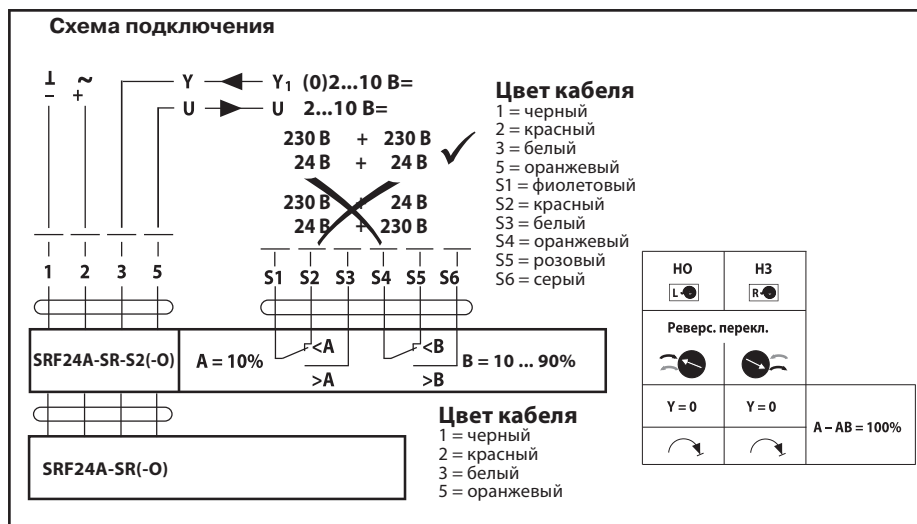 Схема подключения
⊥ ~
– +
Y Y1 (0)2...10 В=
U U 2...10 В=
230 В + 230 В
24 В + 24 В
230 В + 24 В
24 В + 230 В
1 2 3 5 S1 S2 S3 S4 S5 S6
Цвет кабеля
1 = черный
2 = красный
3 = белый
5 = оранжевый
S1 = фиолетовый
S2 = красный
S3 = белый
S4 = оранжевый
S5 = розовый
S6 = серый
SRF24A-SR-S2(-O)
A = 10%
<A
>A
<B
>B
B = 10 ... 90%
SRF24A-SR(-O)
Цвет кабеля
1 = черный
2 = красный
3 = белый
5 = оранжевый
НО НЗ
L R
Реверс. перекл.
Y = 0 Y = 0
A – AB = 100%